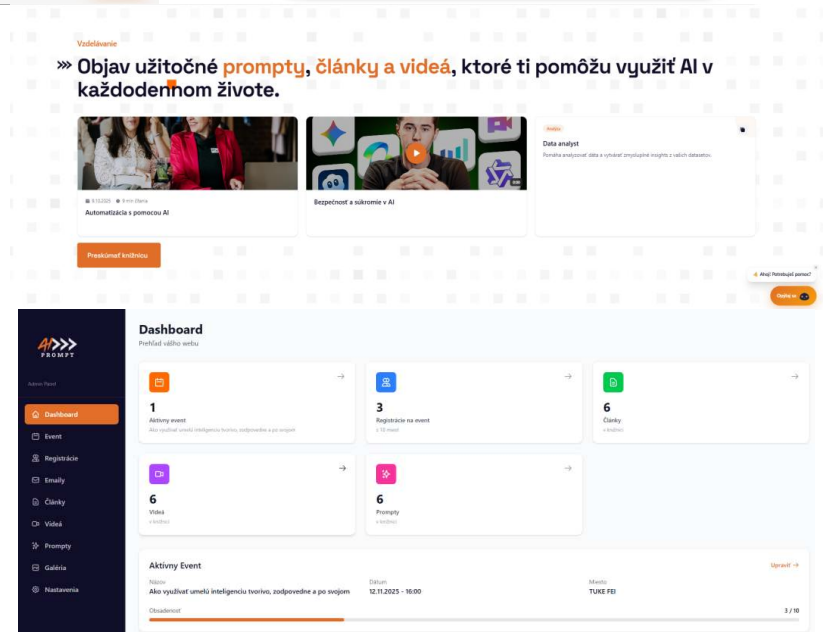 Vzdelávanie
››› Objav užitočné prompty, články a videá, ktoré ti pomôžu využiť AI v
každodennom živote.
Analýza
Data analyst
Pomáha analyzovať dáta a vytvárať zmysluplné insights z vašich datasetov.
9 min čítania
Automatizácia s pomocou AI
Bezpečnosť a súkromie v AI
Preskúmať knižnicu
Ahoj! Potrebuješ pomoc?
Opýtaj sa
AI>>>
PROMPT
Admin Panel
Dashboard
Event
Registrácie
Emaily
Články
Videá
Prompty
Galéria
Nastavenia
Dashboard
Prehľad vášho webu
1
Aktívny event
Ako využívať umelú inteligenciu tvorivo, zodpovedne a po svojom
3
Registrácie na event
z 10 miest
6
Články
v knižnici
6
Videá
v knižnici
6
Prompty
v knižnici
Aktívny Event
Upraviť →
Názov
Ako využívať umelú inteligenciu tvorivo, zodpovedne a po svojom
Dátum
12.11.2025 - 16:00
Miesto
TUKE FEI
Obsadenosť
3 / 10